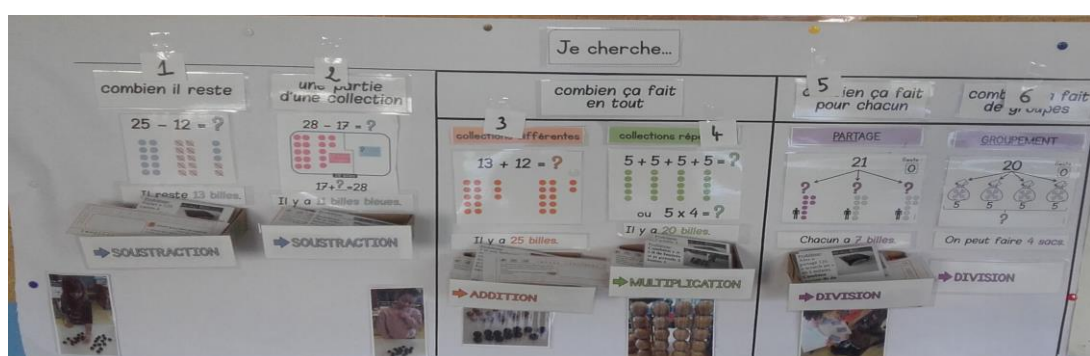 Je cherche...
1
combien il reste
25 - 12 = ?
Il reste 13 billes.
➡ SOUSTRACTION
2
une partie
d'une collection
28 - 17 = ?
17+?=28
Il y a 11 billes bleues.
➡ SOUSTRACTION
combien ça fait
en tout
3
collections différentes
13 + 12 = ?
Il y a 25 billes.
➡ ADDITION
4
collections
5 + 5 + 5 + 5 = ?
ou 5 x 4 = ?
Il y a 20 billes.
➡ MULTIPLICATION
5
ien ça fait
pour chacun
PARTAGE
21
0
? ? ?
Chacun a 7 billes.
➡ DIVISION
6
fait
de
GROUPEMENT
20
0
5 5 5 5
?
On peut faire 4 sacs.
➡ DIVISION